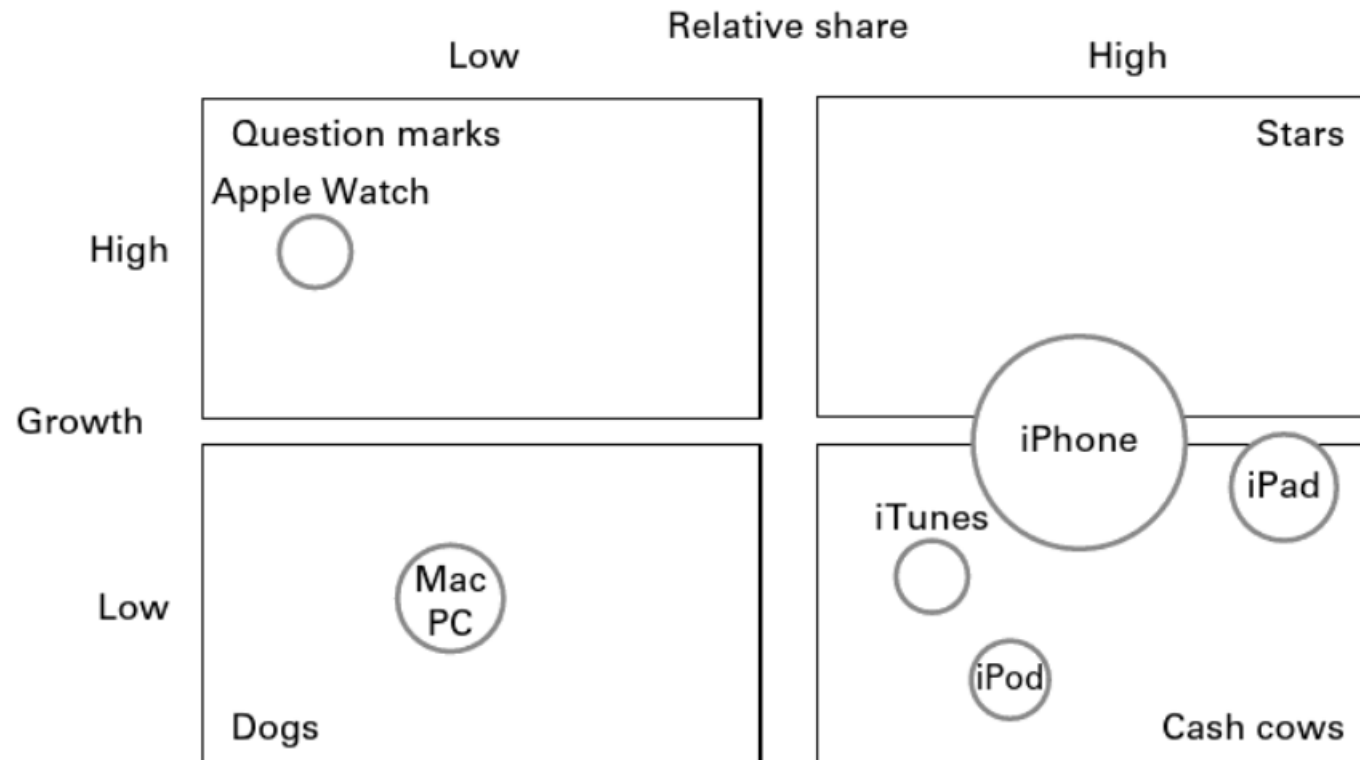 Relative share
Low High
Question marks Stars
Apple Watch
High
Growth
iPhone
iPad
iTunes
Mac
PC
Low
iPod
Dogs Cash cows